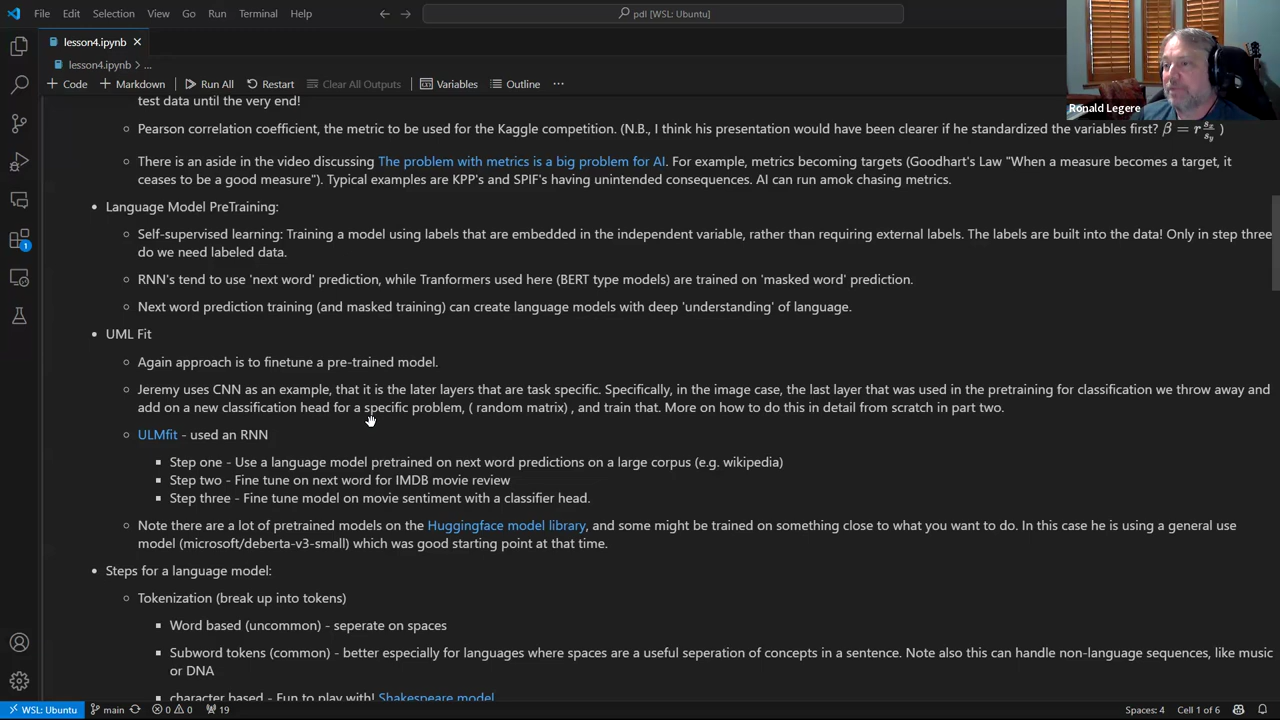 File Edit Selection View Go Run Terminal Help
pdl [WSL: Ubuntu]
lesson4.ipynb
lesson4.ipynb > ...
Code Markdown Run All Restart Clear All Outputs Variables Outline ...
Ronald Legere
test data until the very end!
Pearson correlation coefficient, the metric to be used for the Kaggle competition. (N.B., I think his presentation would have been clearer if he standardized the variables first? β = r s_x/s_y )
There is an aside in the video discussing The problem with metrics is a big problem for AI. For example, metrics becoming targets (Goodhart's Law "When a measure becomes a target, it
ceases to be a good measure"). Typical examples are KPP's and SPIF's having unintended consequences. AI can run amok chasing metrics.
Language Model PreTraining:
Self-supervised learning: Training a model using labels that are embedded in the independent variable, rather than requiring external labels. The labels are built into the data! Only in step three
do we need labeled data.
RNN's tend to use 'next word' prediction, while Tranformers used here (BERT type models) are trained on 'masked word' prediction.
Next word prediction training (and masked training) can create language models with deep 'understanding' of language.
UML Fit
Again approach is to finetune a pre-trained model.
Jeremy uses CNN as an example, that it is the later layers that are task specific. Specifically, in the image case, the last layer that was used in the pretraining for classification we throw away and
add on a new classification head for a specific problem, ( random matrix) , and train that. More on how to do this in detail from scratch in part two.
ULMfit - used an RNN
Step one - Use a language model pretrained on next word predictions on a large corpus (e.g. wikipedia)
Step two - Fine tune on next word for IMDB movie review
Step three - Fine tune model on movie sentiment with a classifier head.
Note there are a lot of pretrained models on the Huggingface model library, and some might be trained on something close to what you want to do. In this case he is using a general use
model (microsoft/deberta-v3-small) which was good starting point at that time.
Steps for a language model:
Tokenization (break up into tokens)
Word based (uncommon) - seperate on spaces
Subword tokens (common) - better especially for languages where spaces are a useful seperation of concepts in a sentence. Note also this can handle non-language sequences, like music
or DNA
character based - Fun to play with! Shakespeare model
1
WSL: Ubuntu main 0 0 19 Spaces: 4 Cell 1 of 6